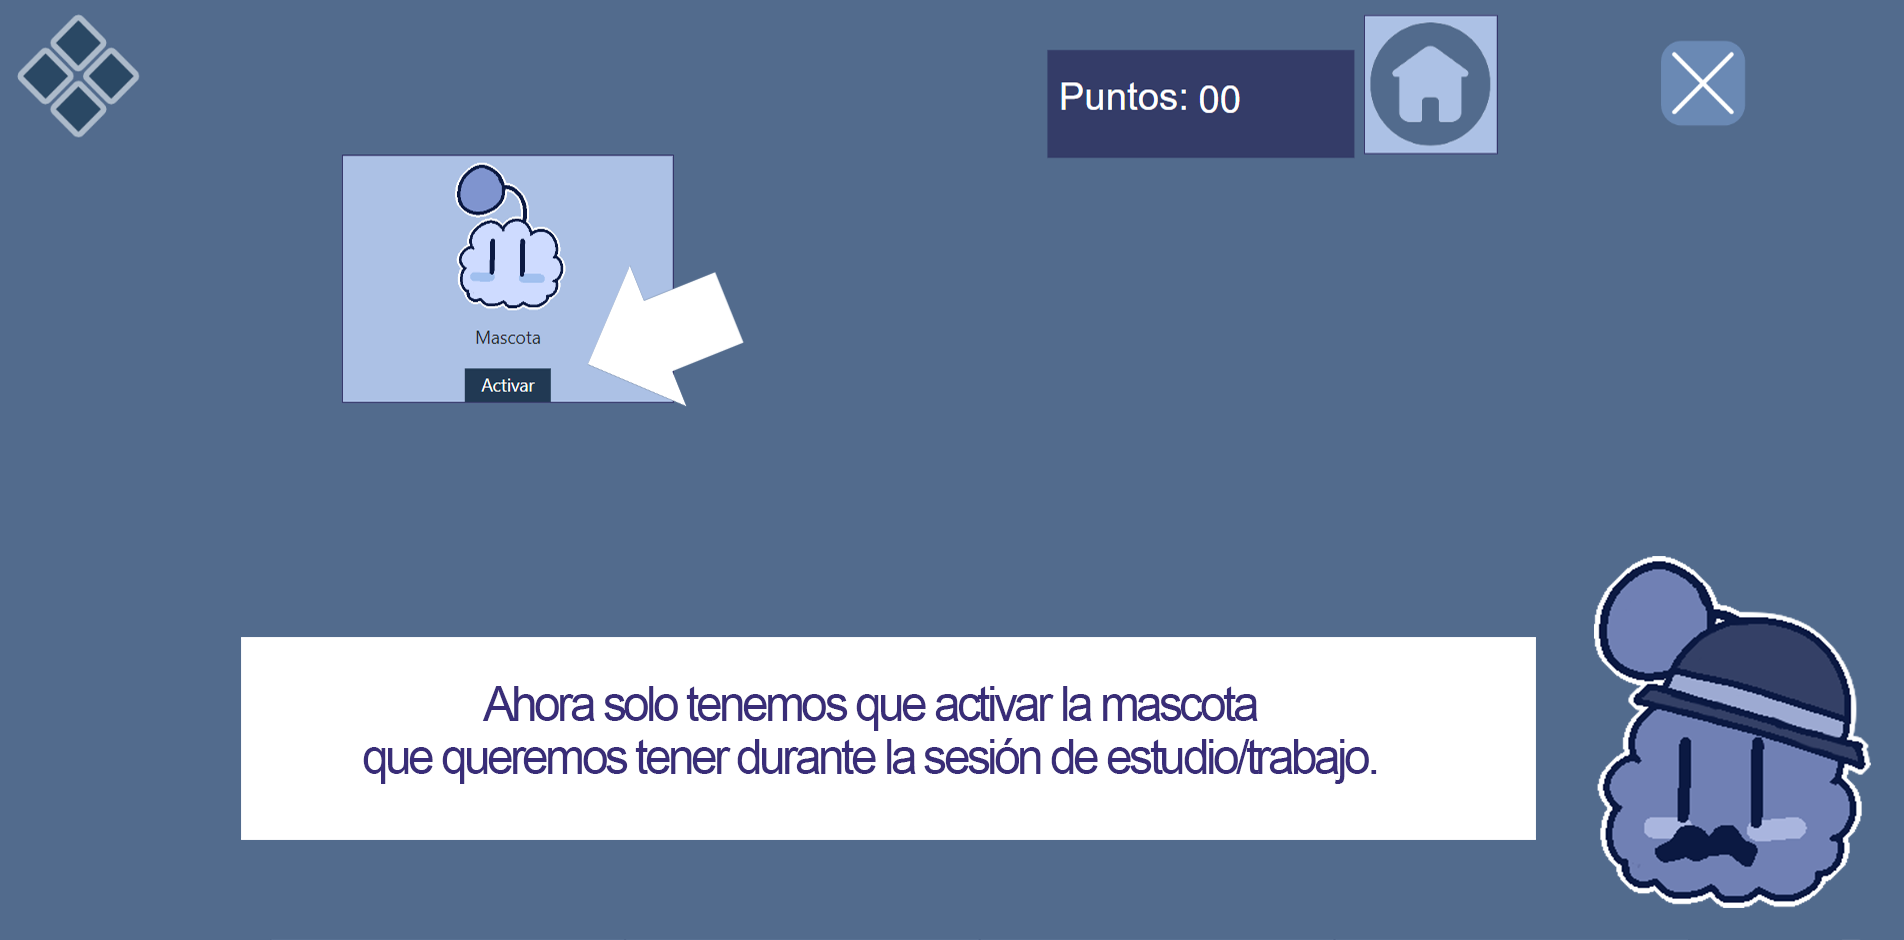 Puntos: 00
Mascota
Activar
Ahora solo tenemos que activar la mascota
que queremos tener durante la sesión de estudio/trabajo.